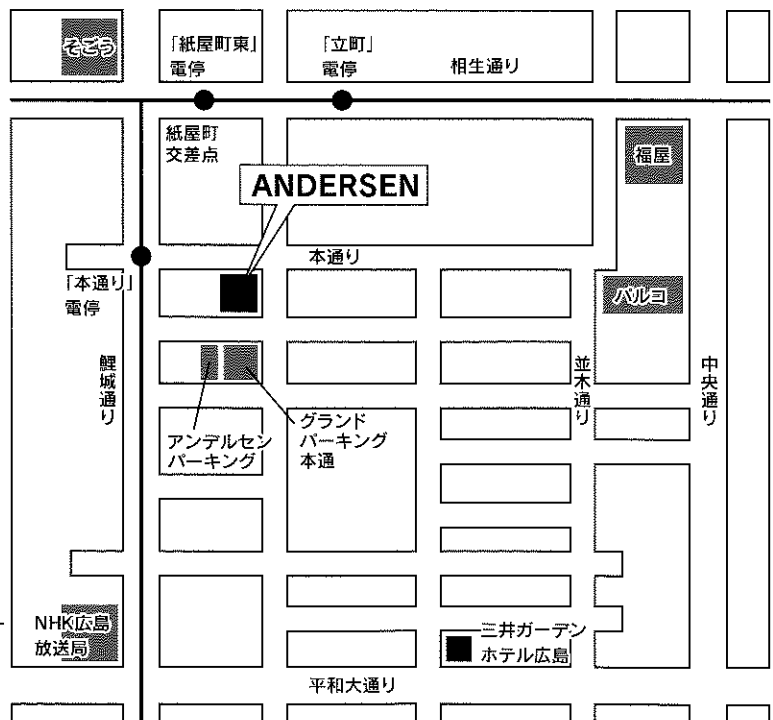 そごう
「紙屋町東」
電停
「立町」
電停
相生通り
紙屋町
交差点
福屋
ANDERSEN
本通り
「本通り」
電停
パルコ
鯉城通り
並木通り
中央通り
アンデルセン
パーキング
グランド
パーキング
本通
NHK広島
放送局
三井ガーデン
ホテル広島
平和大通り